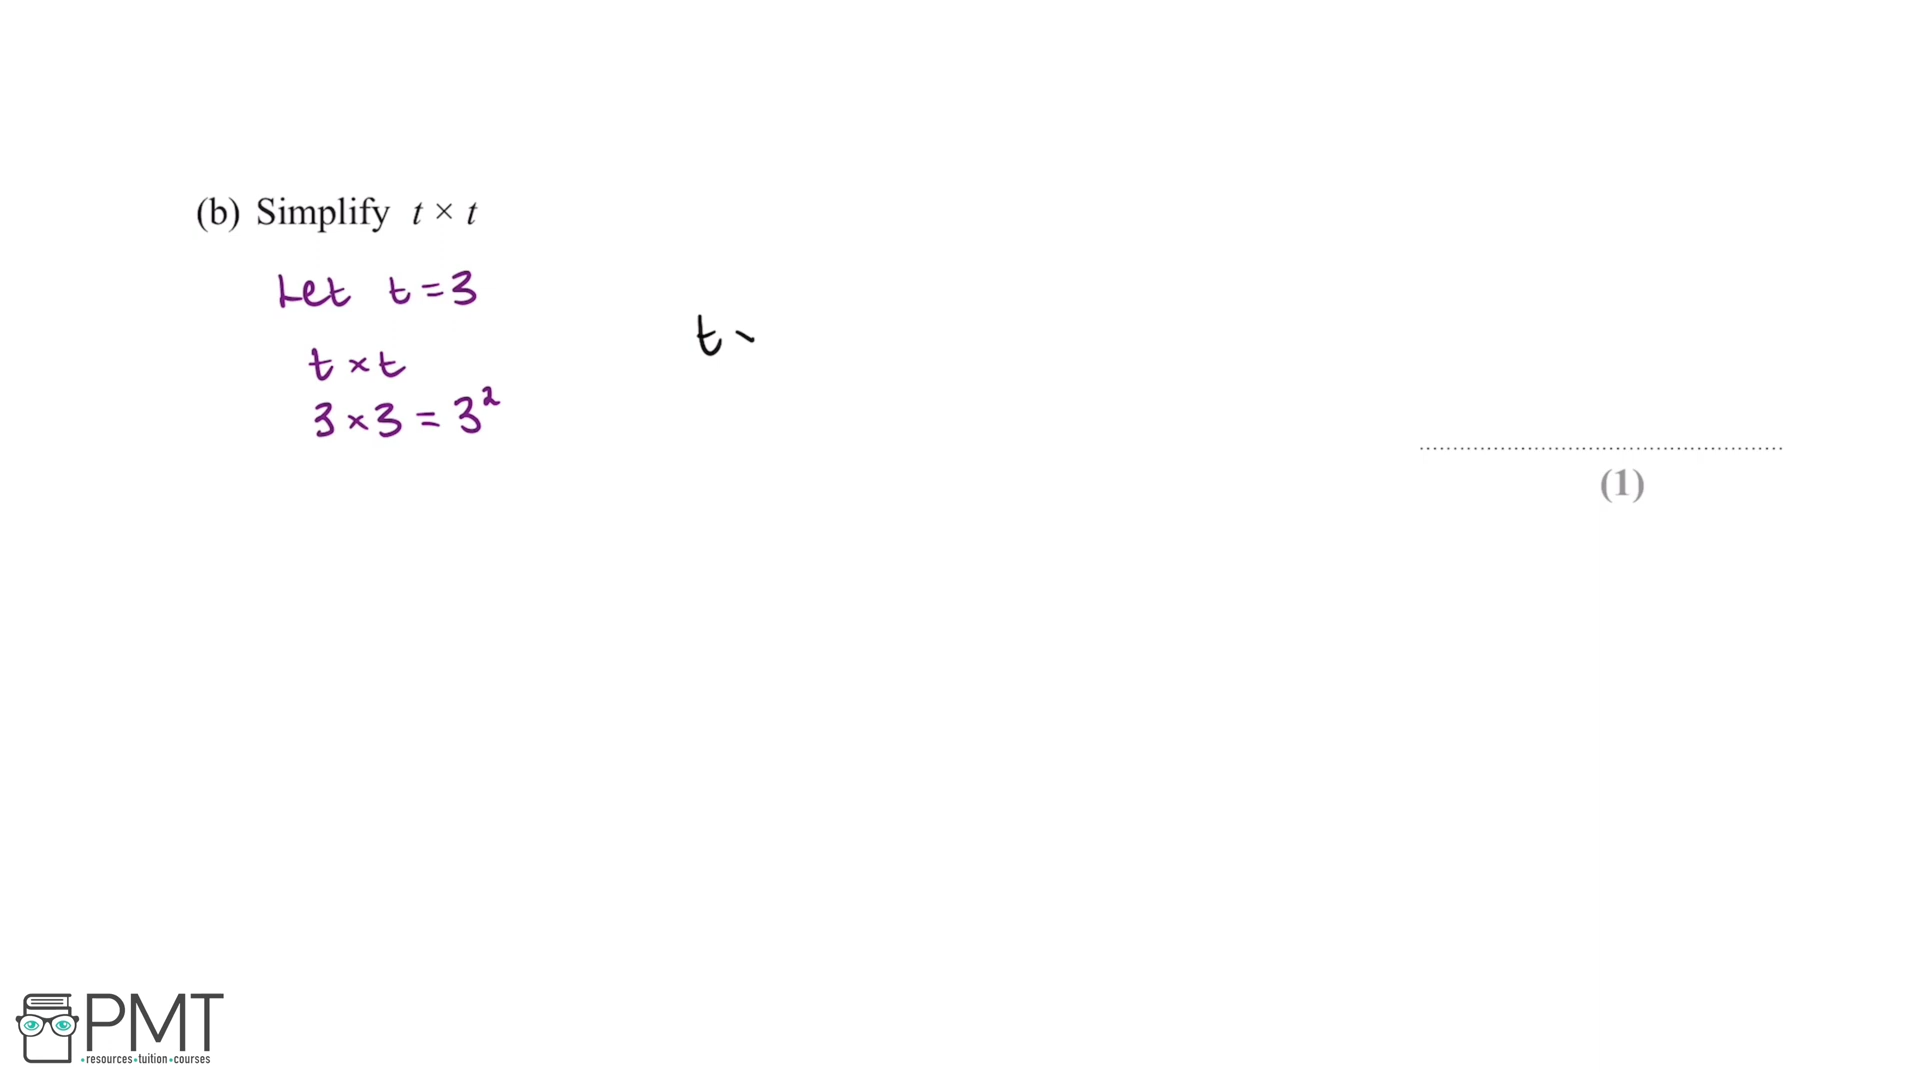 (b) Simplify t × t
Let t = 3
t × t
3 × 3 = 3²
t
(1)
PMT
•resources•tuition•courses